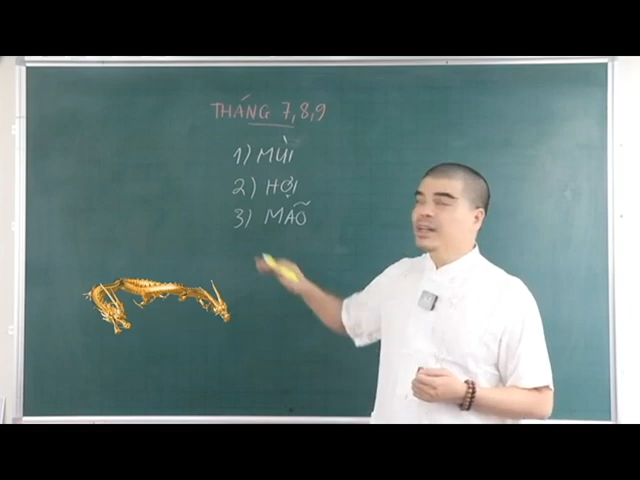 THÁNG 7,8,9
1) MÙI
2) HỢI
3) MÃO